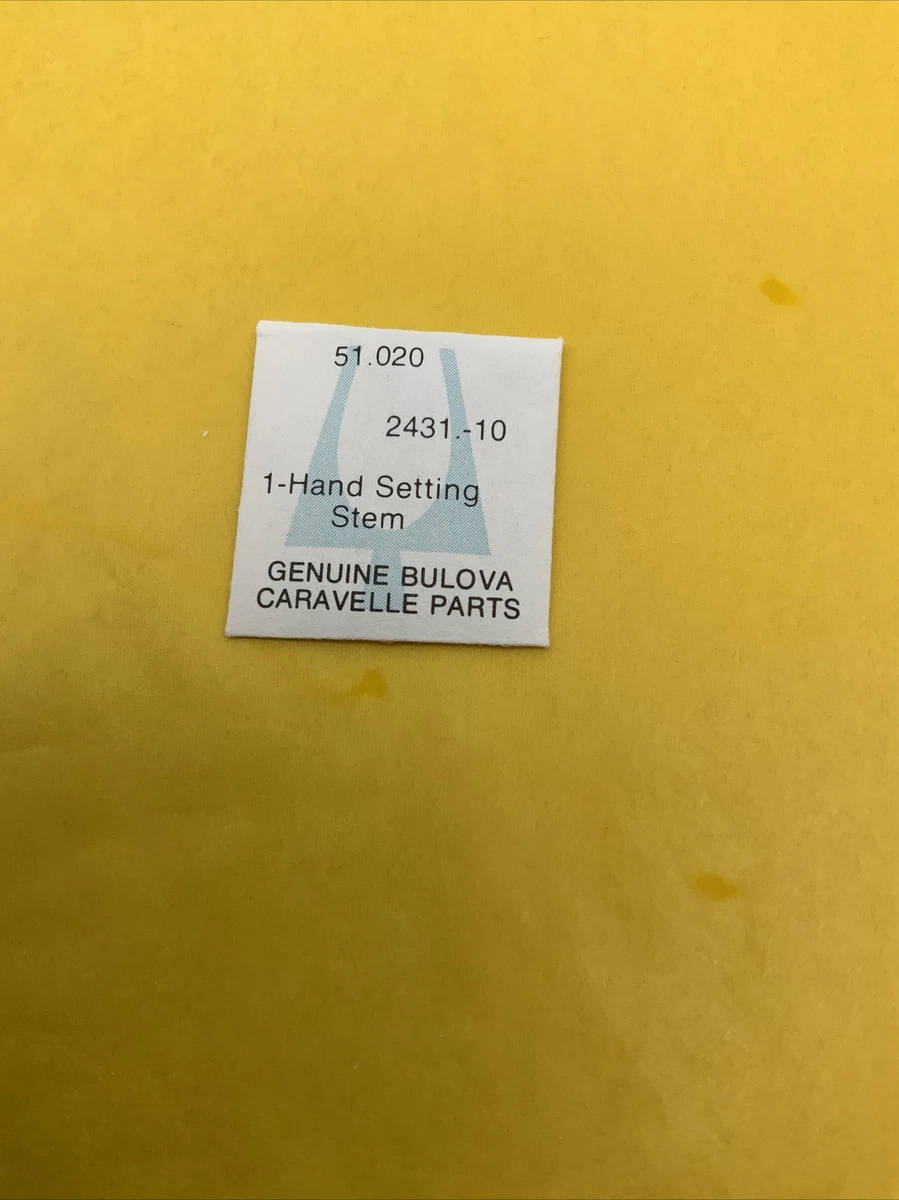 51.020
2431.-10
1-Hand Setting
Stem
GENUINE BULOVA
CARAVELLE PARTS